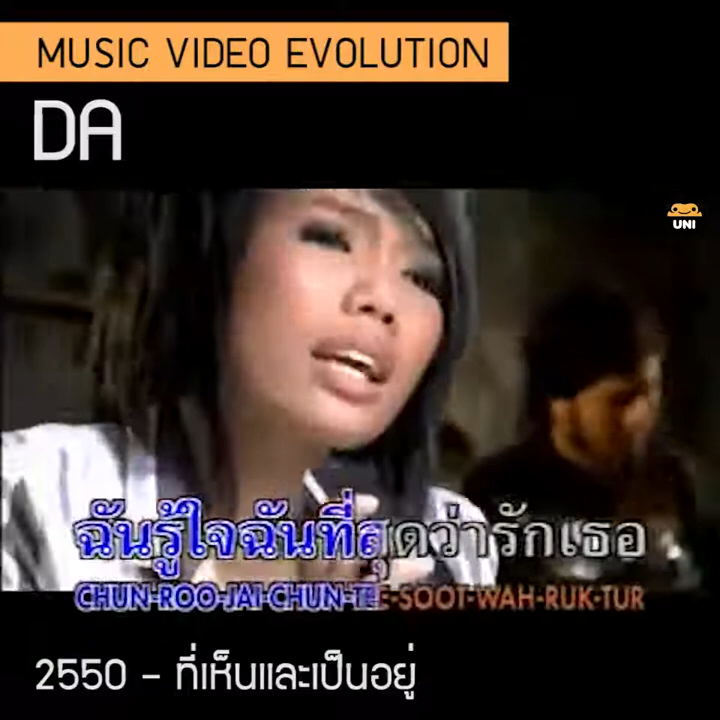 MUSIC VIDEO EVOLUTION
DA
UNI
ฉันรู้ใจฉันที่สุดว่ารักเธอ
CHUN-ROO-JAI-CHUN-TEE-SOOT-WAH-RUK-TUR
2550 - ที่เห็นและเป็นอยู่